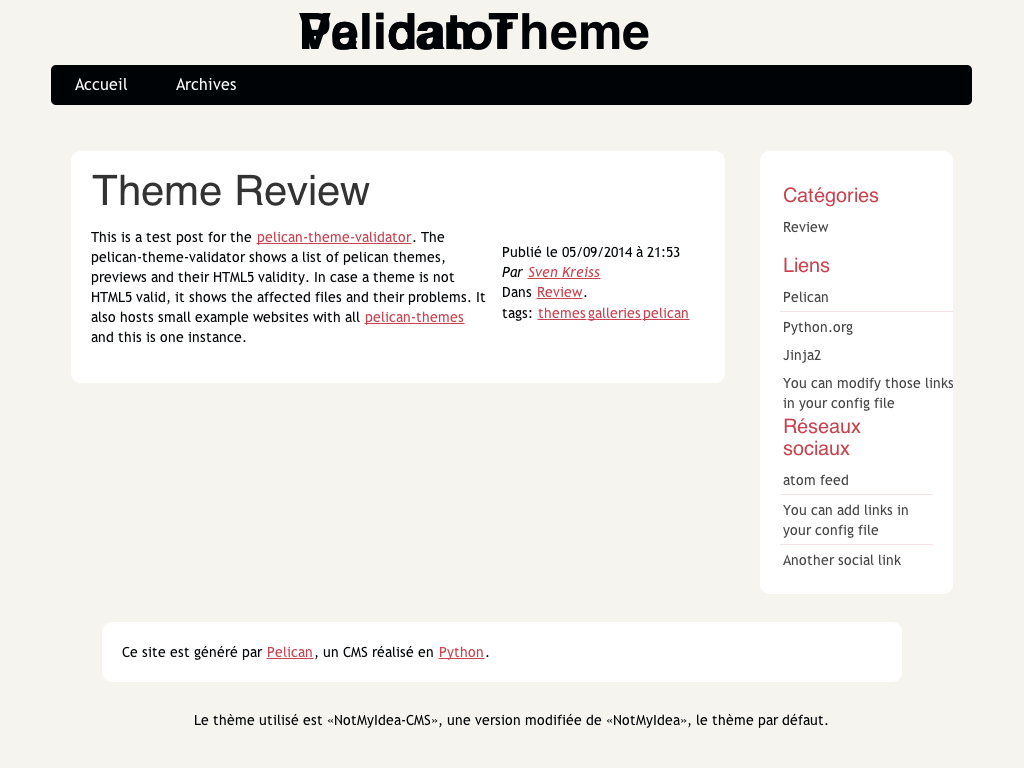 Pelican Theme
Validator
Accueil Archives
Theme Review
This is a test post for the pelican-theme-validator. The
pelican-theme-validator shows a list of pelican themes,
previews and their HTML5 validity. In case a theme is not
HTML5 valid, it shows the affected files and their problems. It
also hosts small example websites with all pelican-themes
and this is one instance.
Publié le 05/09/2014 à 21:53
Par Sven Kreiss
Dans Review.
tags: themes galleries pelican
Catégories
Review
Liens
Pelican
Python.org
Jinja2
You can modify those links
in your config file
Réseaux
sociaux
atom feed
You can add links in
your config file
Another social link
Ce site est généré par Pelican, un CMS réalisé en Python.
Le thème utilisé est «NotMyIdea-CMS», une version modifiée de «NotMyIdea», le thème par défaut.